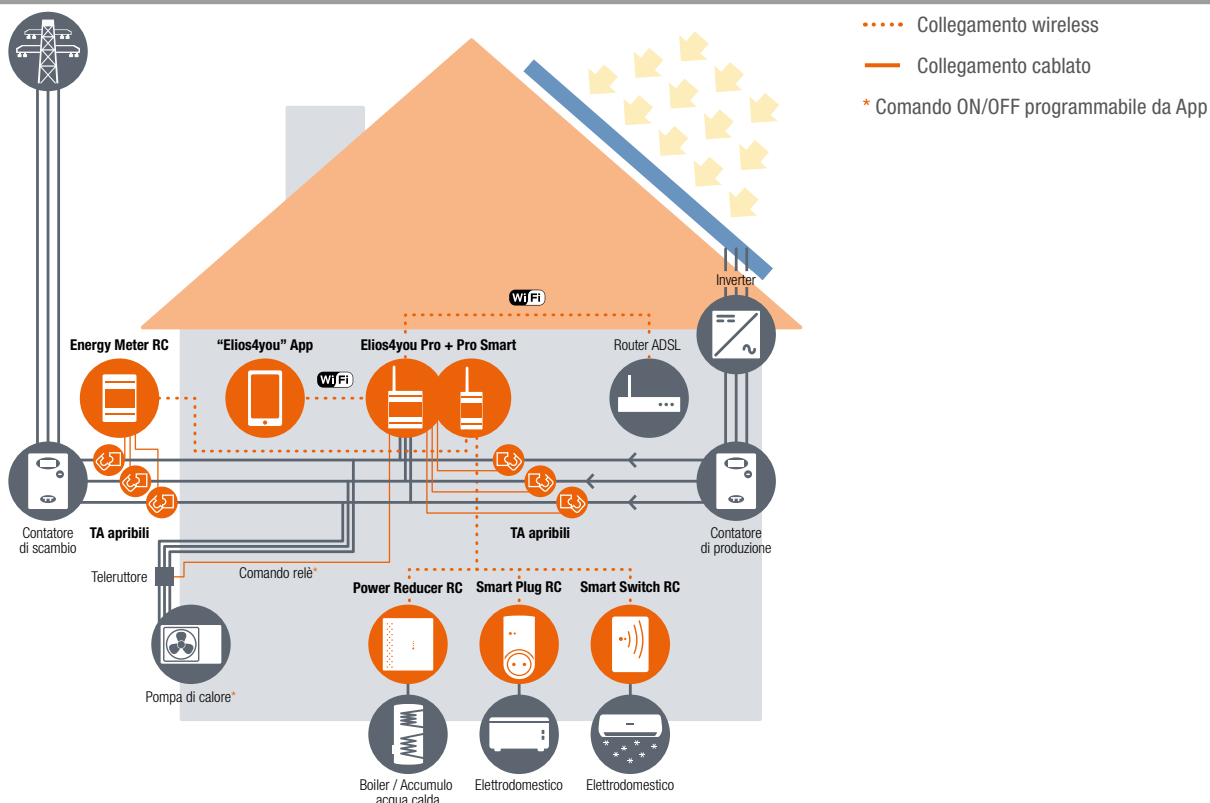 Collegamento wireless
Collegamento cablato
* Comando ON/OFF programmabile da App
Inverter
WiFi
Energy Meter RC
“Elios4you” App
Elios4you Pro + Pro Smart
Router ADSL
WiFi
Contatore
di scambio
TA apribili
TA apribili
Contatore
di produzione
Teleruttore
Comando relè*
Power Reducer RC
Smart Plug RC
Smart Switch RC
Pompa di calore*
Boiler / Accumulo
acqua calda
Elettrodomestico
Elettrodomestico